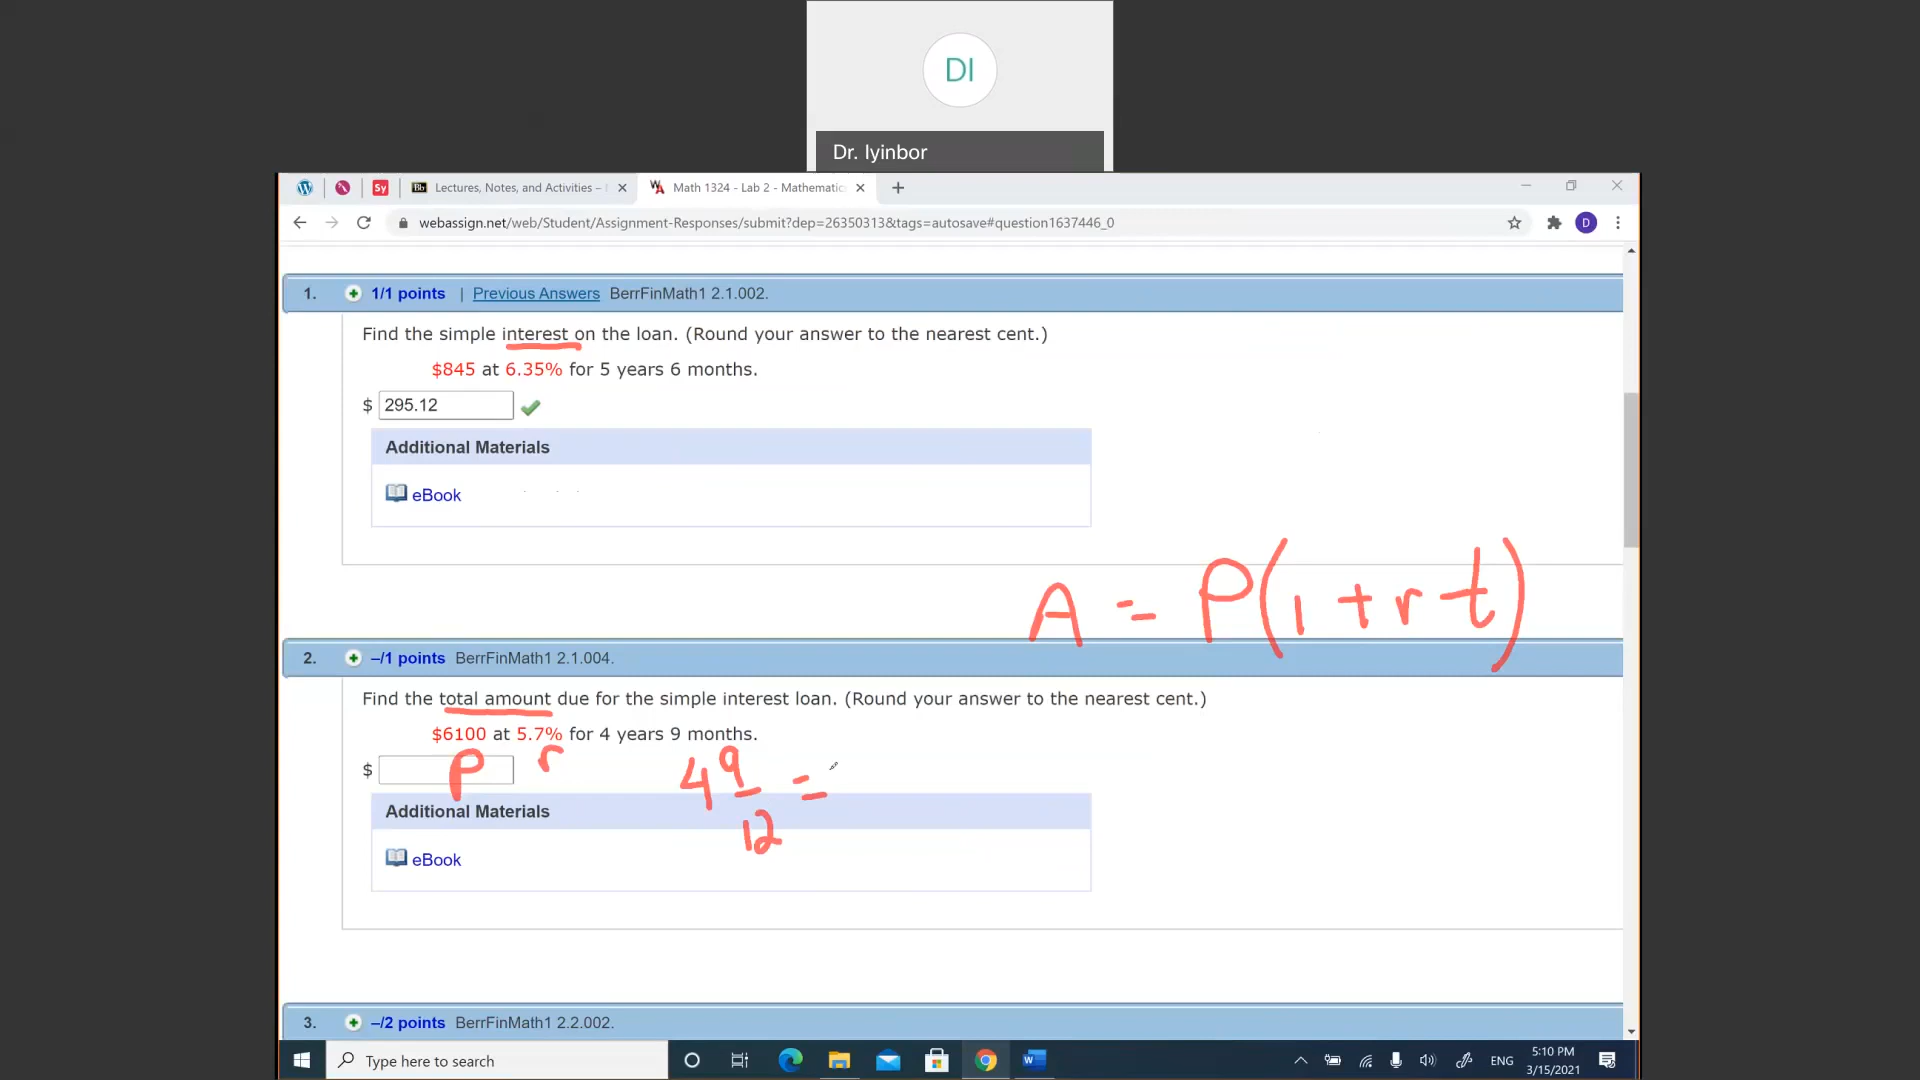 DI
Dr. Iyinbor
Sy
Bb
Lectures, Notes, and Activities –
Math 1324 - Lab 2 - Mathematic
webassign.net/web/Student/Assignment-Responses/submit?dep=26350313&tags=autosave#question1637446_0
D
1. 1/1 points | Previous Answers BerrFinMath1 2.1.002.
Find the simple interest on the loan. (Round your answer to the nearest cent.)
$845 at 6.35% for 5 years 6 months.
$ 295.12
Additional Materials
eBook
A = P(1 + rt)
2. –/1 points BerrFinMath1 2.1.004.
Find the total amount due for the simple interest loan. (Round your answer to the nearest cent.)
$6100 at 5.7% for 4 years 9 months.
$
P r 4 9/12 =
Additional Materials
eBook
3. –/2 points BerrFinMath1 2.2.002.
Type here to search
ENG
5:10 PM
3/15/2021